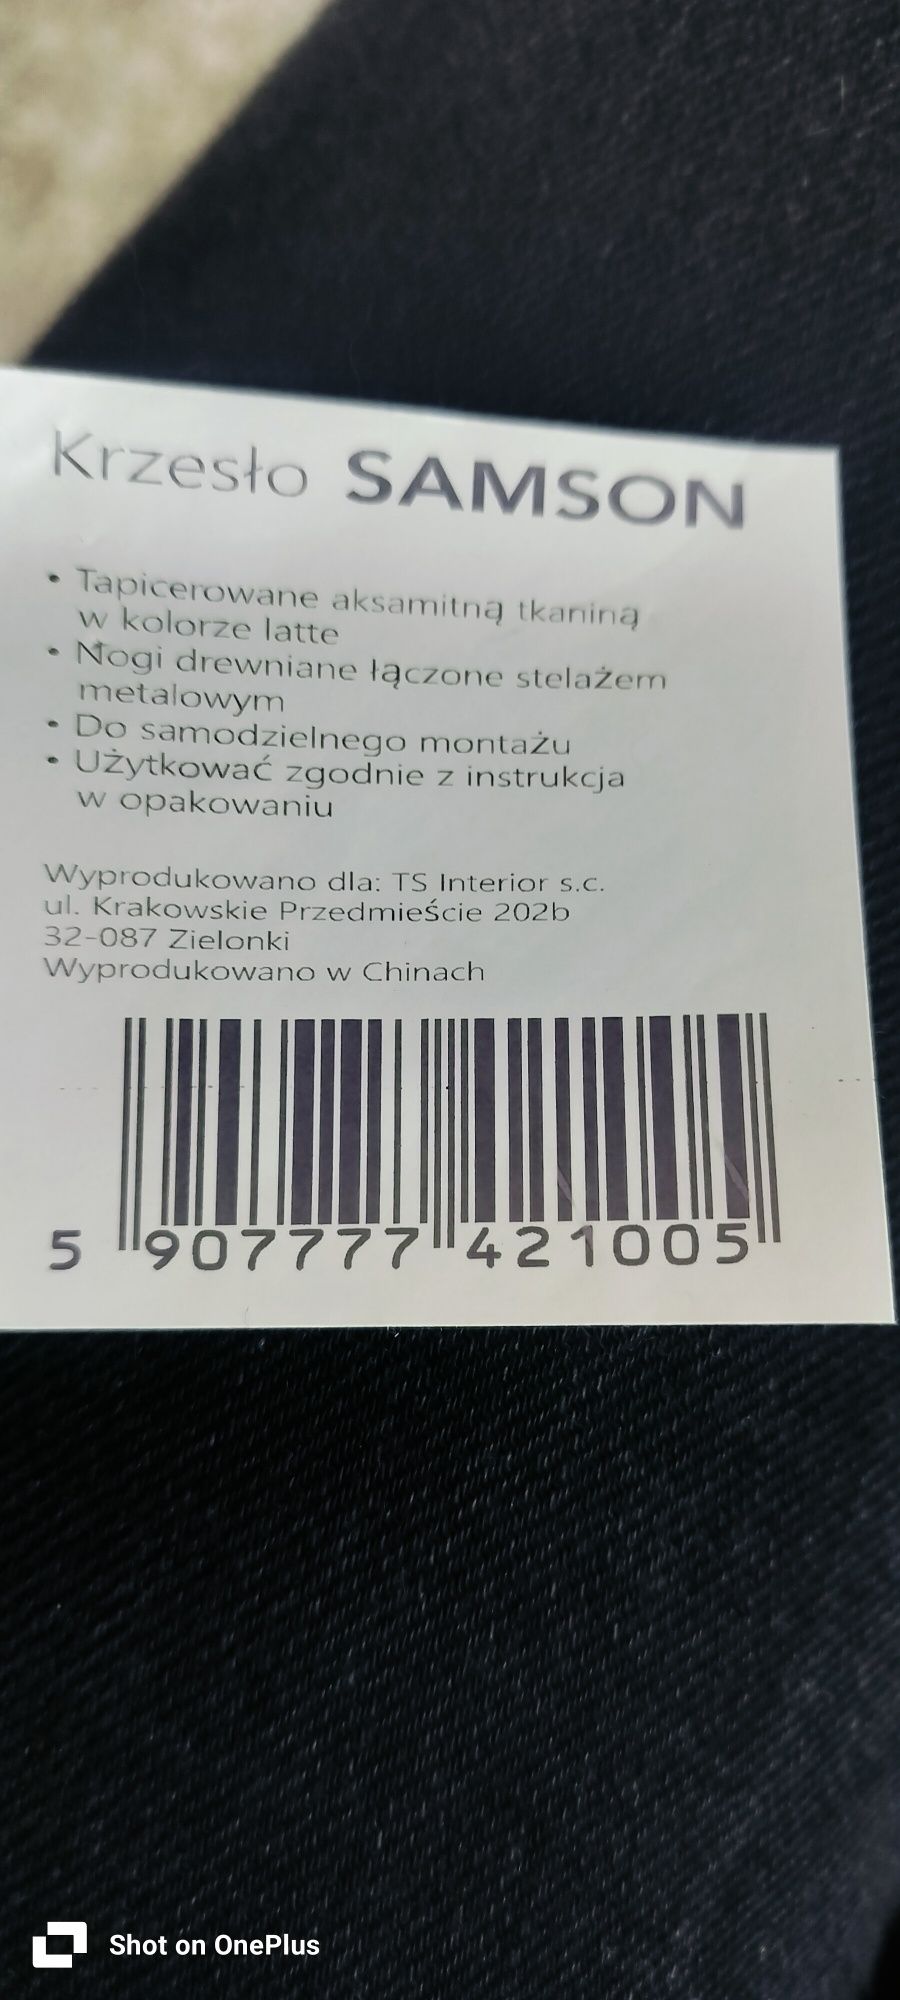 Krzesło SAMSON
• Tapicerowane aksamitną tkaniną
w kolorze latte
• Nogi drewniane łączone stelażem
metalowym
• Do samodzielnego montażu
• Użytkować zgodnie z instrukcja
w opakowaniu
Wyprodukowano dla: TS Interior s.c.
ul. Krakowskie Przedmieście 202b
32-087 Zielonki
Wyprodukowano w Chinach
5 907777 421005
Shot on OnePlus